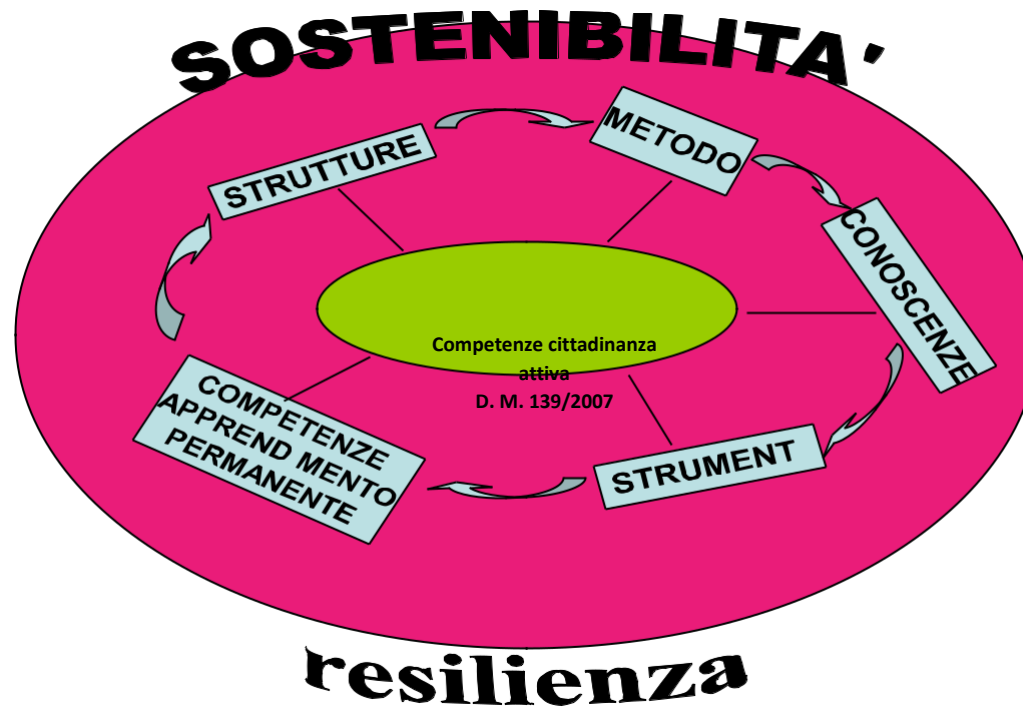 SOSTENIBILITA'
STRUTTURE
METODO
CONOSCENZE
Competenze cittadinanza
attiva
D. M. 139/2007
STRUMENT
COMPETENZE
APPREND MENTO
PERMANENTE
resilienza